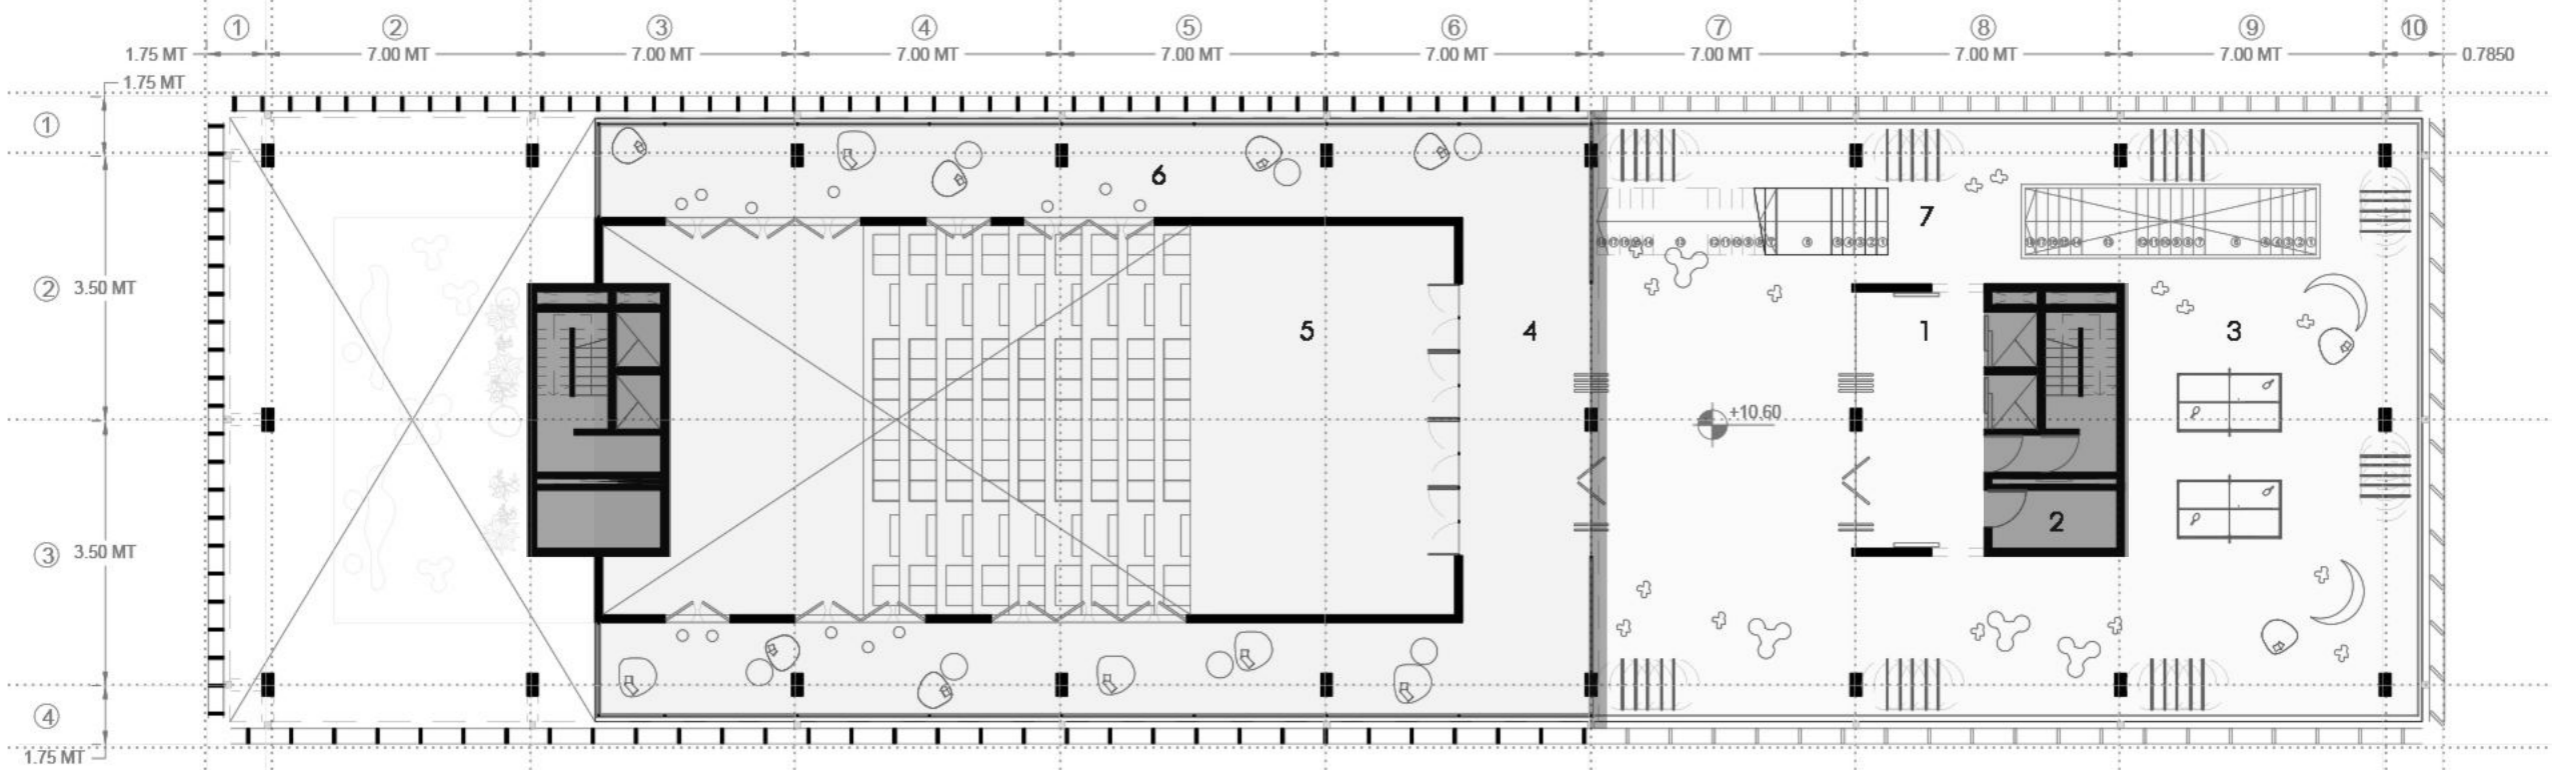 ① ② ③ ④ ⑤ ⑥ ⑦ ⑧ ⑨ ⑩
1.75 MT 7.00 MT 7.00 MT 7.00 MT 7.00 MT 7.00 MT 7.00 MT 7.00 MT 7.00 MT 0.7850
1.75 MT
①
6
7
② 3.50 MT
5 4 1 3
+10.60
2
③ 3.50 MT
④
1.75 MT